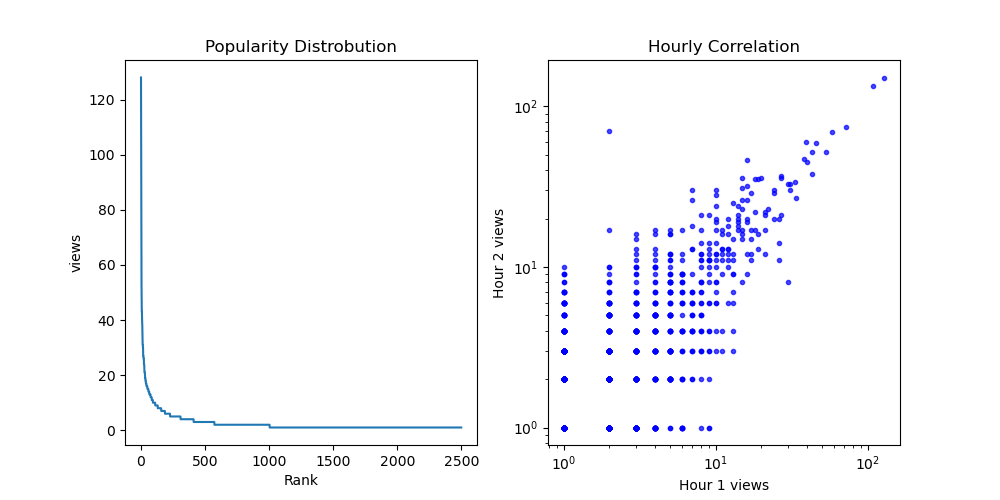 Popularity Distrobution
views
120
100
80
60
40
20
0
0 500 1000 1500 2000 2500
Rank
Hourly Correlation
Hour 2 views
10²
10¹
10⁰
10⁰ 10¹ 10²
Hour 1 views